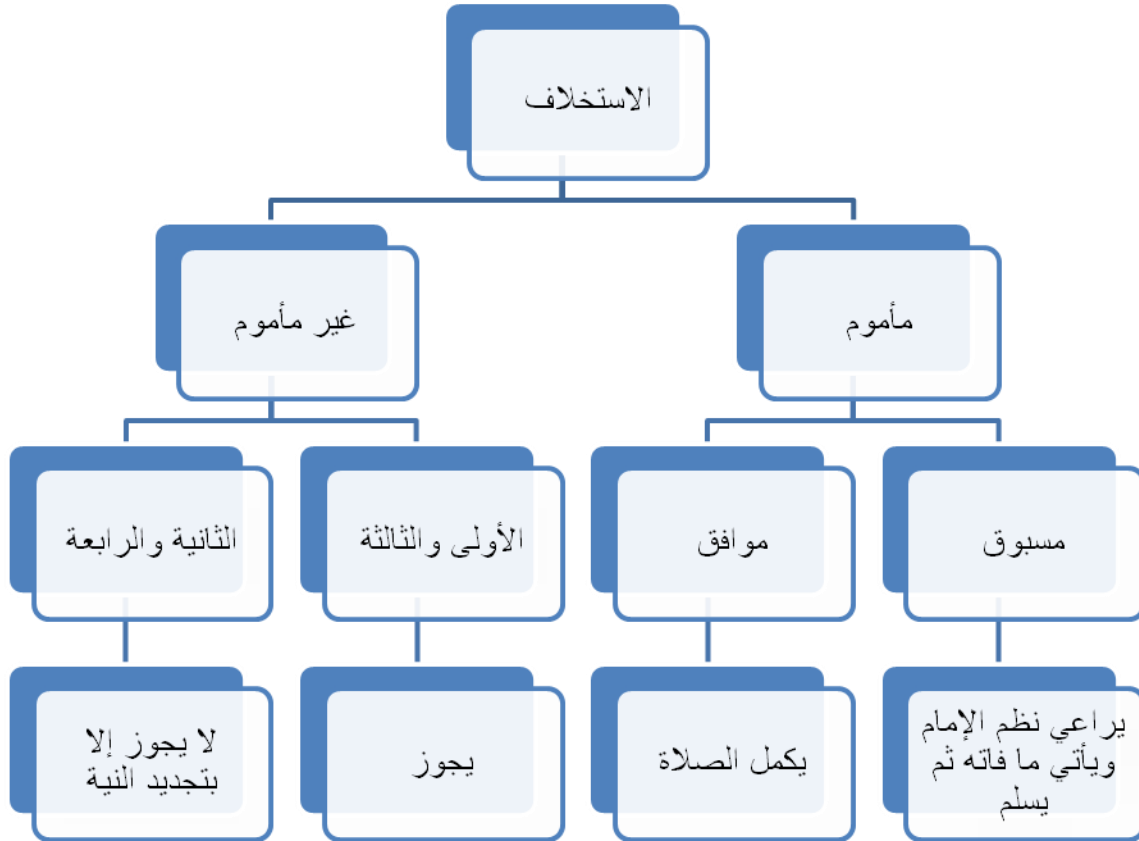 الاستخلاف
مأموم
غير مأموم
مسبوق
موافق
الأولى والثالثة
الثانية والرابعة
يراعي نظم الإمام
ويأتي ما فاته ثم
يسلم
يكمل الصلاة
يجوز
لا يجوز إلا
بتجديد النية